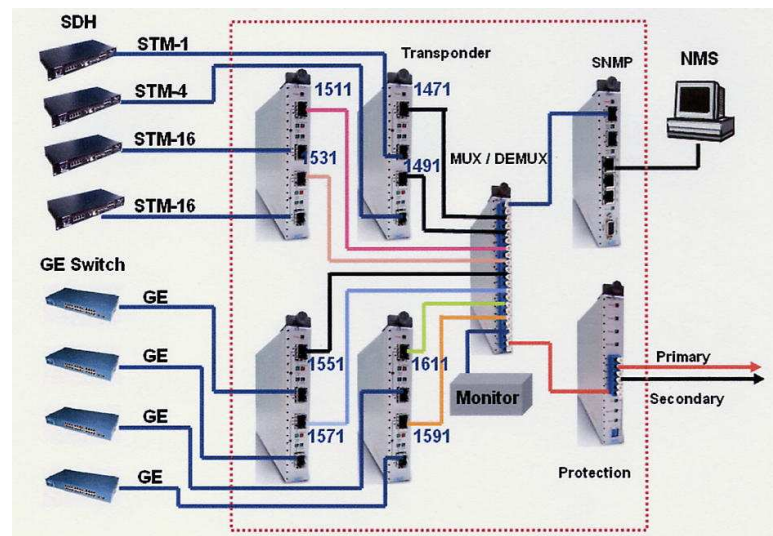 SDH
STM-1
Transponder
SNMP
NMS
STM-4
1511
1471
STM-16
1531
1491
MUX / DEMUX
STM-16
GE Switch
GE
GE
1551
1611
Primary
Monitor
Secondary
GE
1571
1591
Protection
GE